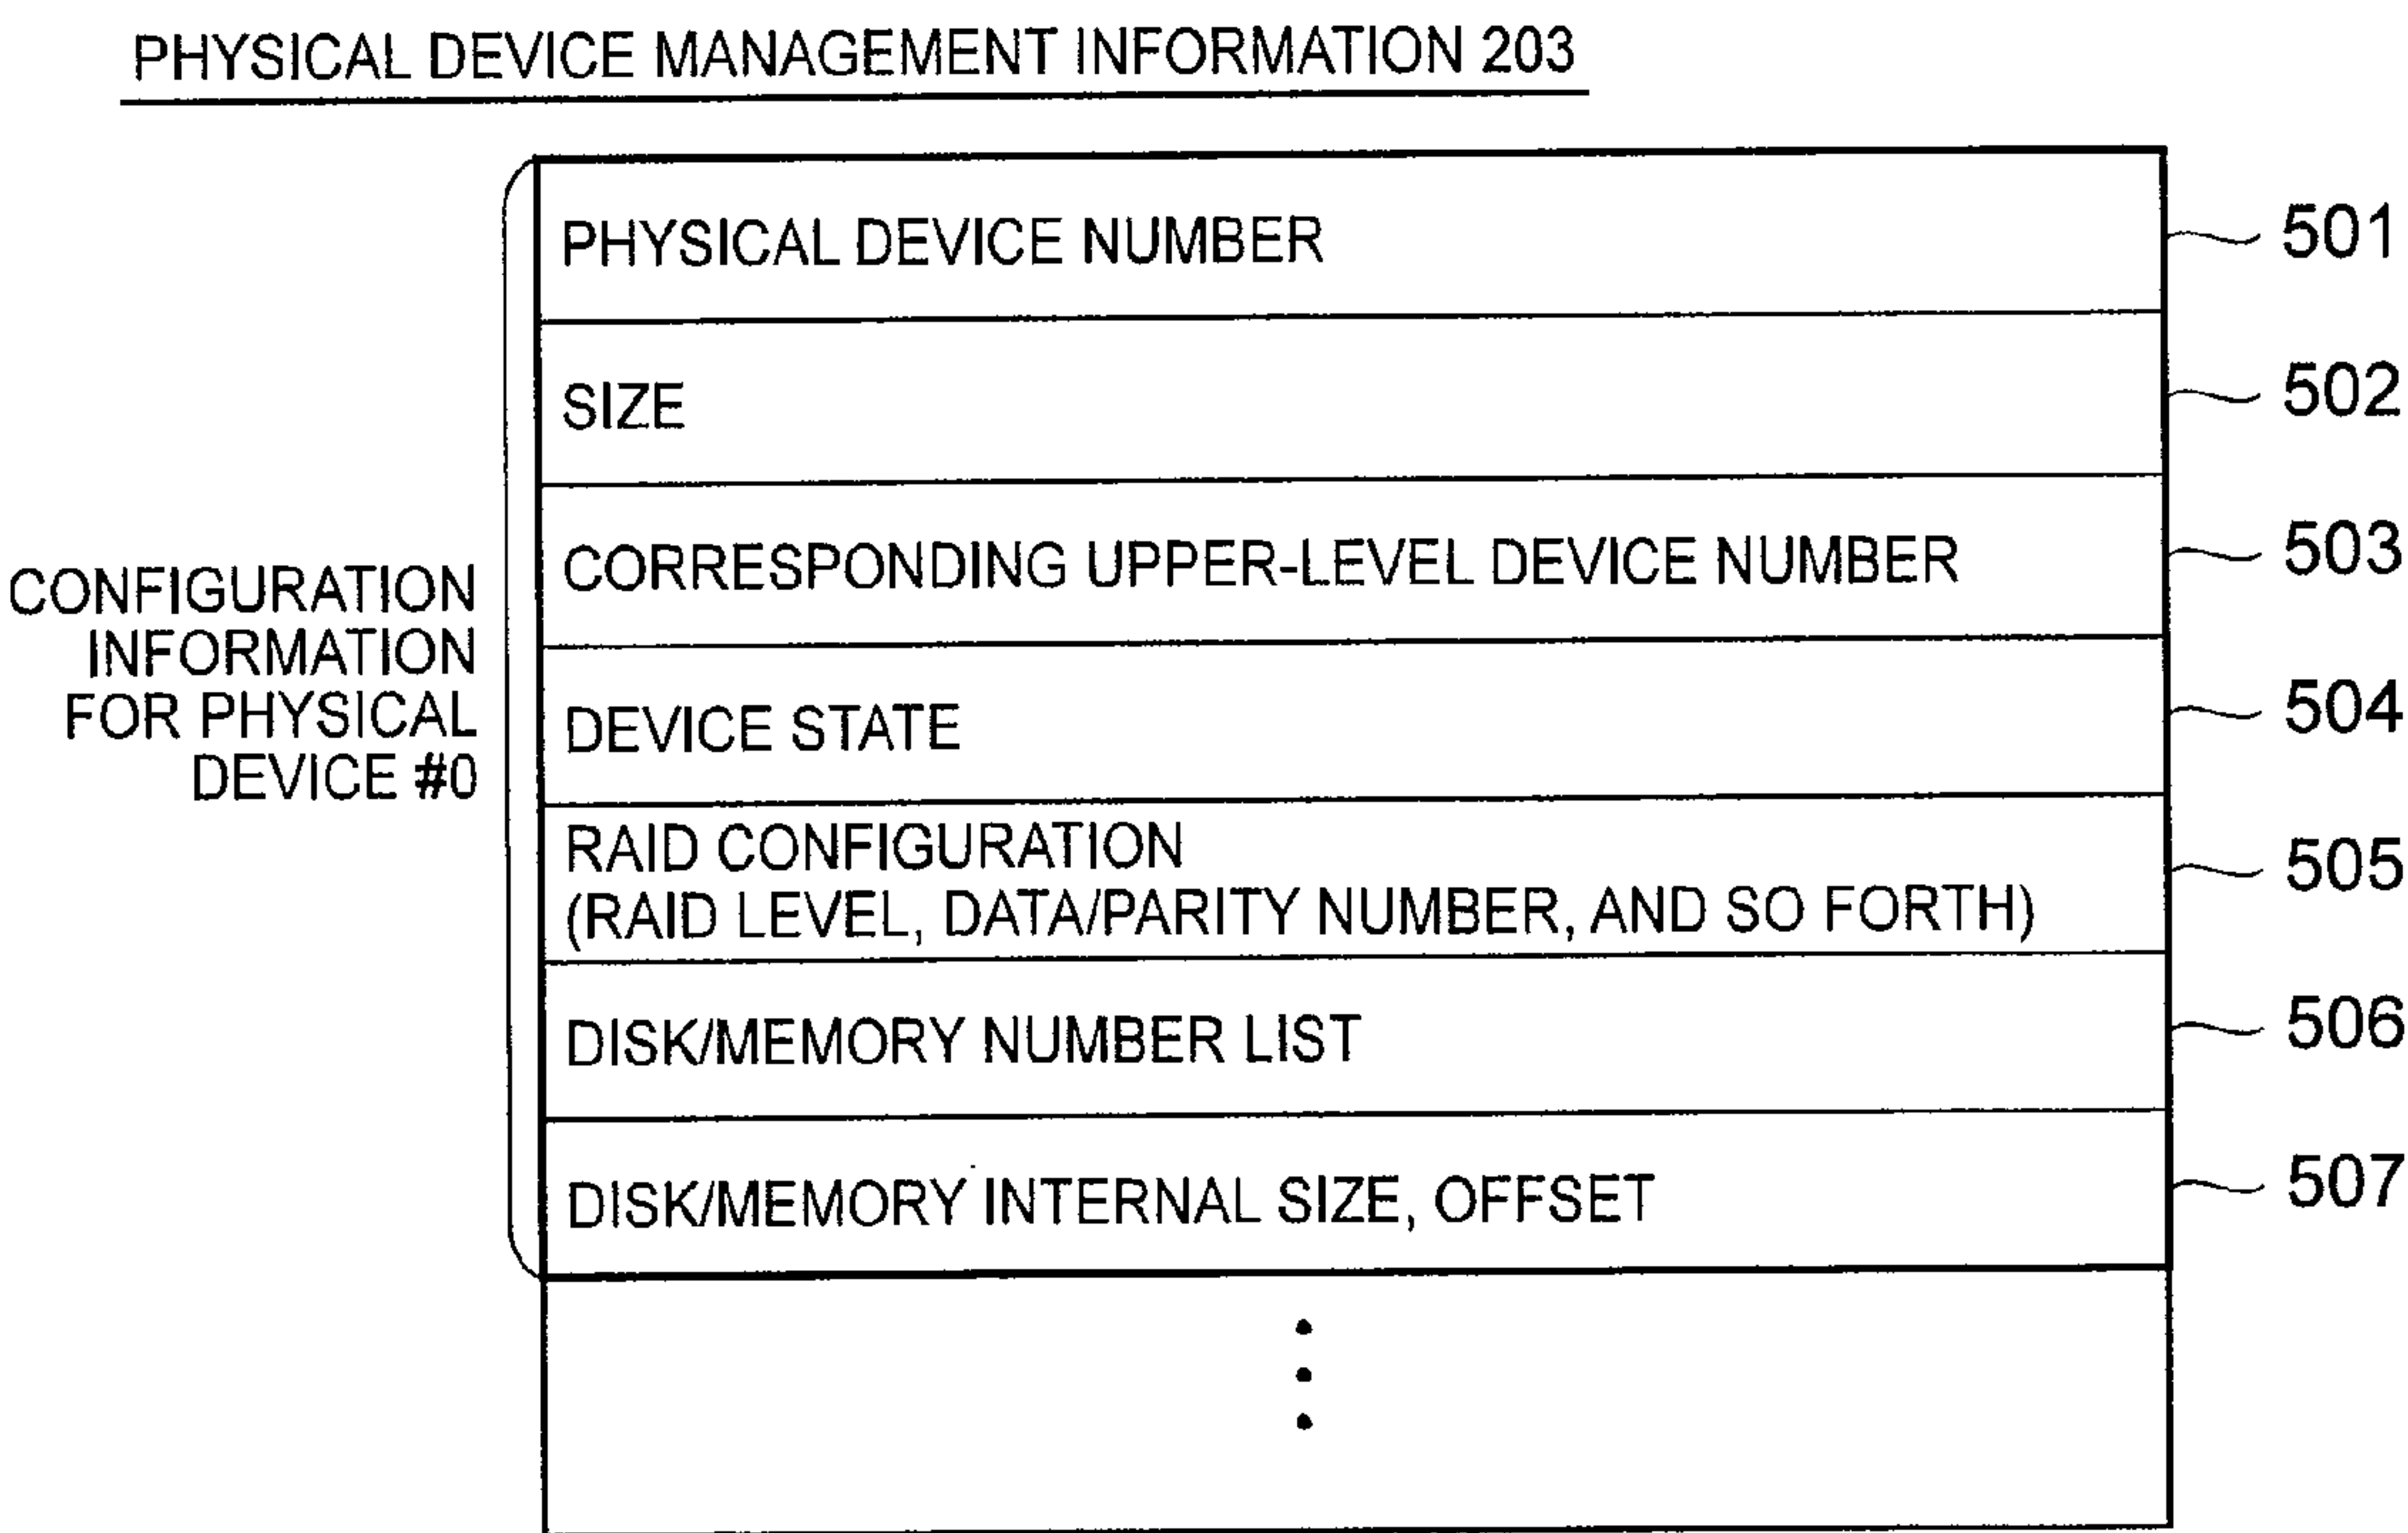 PHYSICAL DEVICE MANAGEMENT INFORMATION 203
PHYSICAL DEVICE NUMBER
501
SIZE
502
CORRESPONDING UPPER-LEVEL DEVICE NUMBER
503
CONFIGURATION
INFORMATION
FOR PHYSICAL
DEVICE #0
DEVICE STATE
504
RAID CONFIGURATION
(RAID LEVEL, DATA/PARITY NUMBER, AND SO FORTH)
505
DISK/MEMORY NUMBER LIST
506
DISK/MEMORY INTERNAL SIZE, OFFSET
507